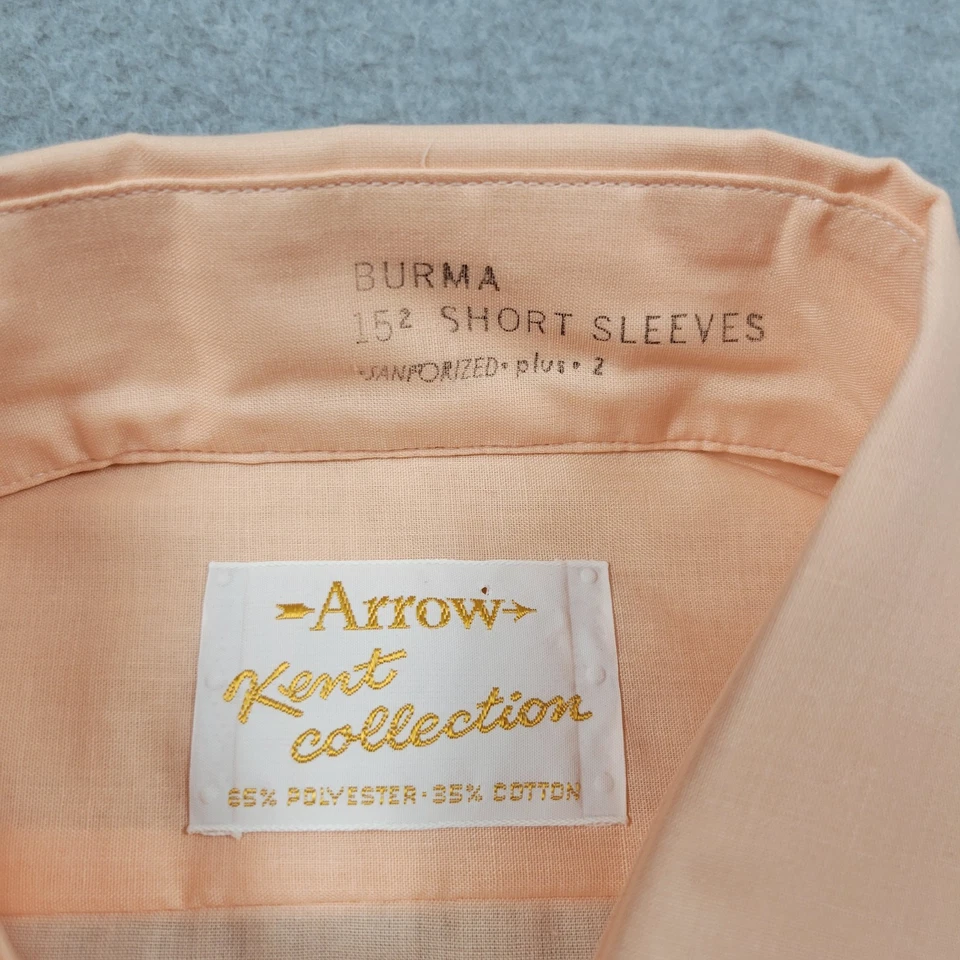 BURMA
15² SHORT SLEEVES
•SANFORIZED• plus • 2
Arrow
Kent
collection
65% POLYESTER • 35% COTTON